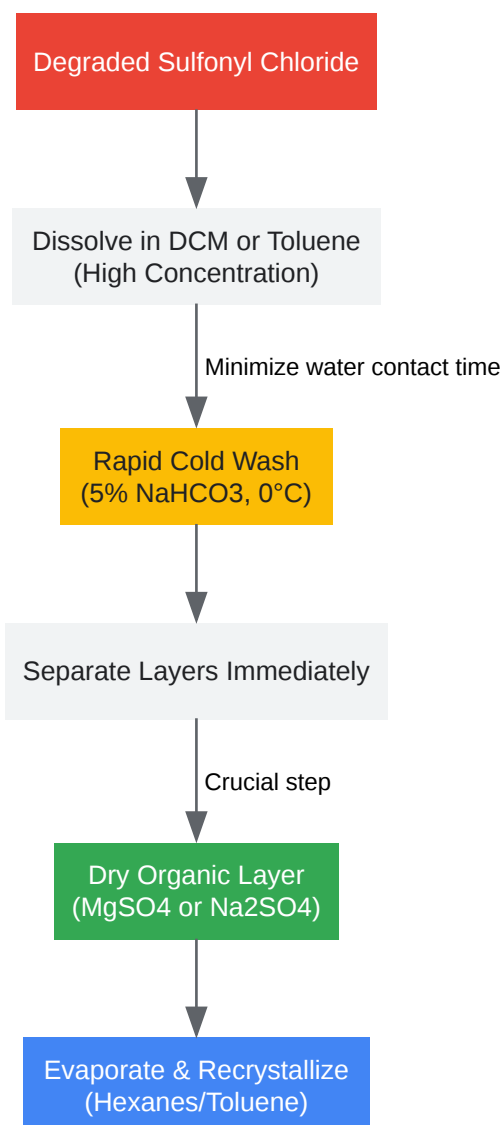 Degraded Sulfonyl Chloride
Dissolve in DCM or Toluene
(High Concentration)
Minimize water contact time
Rapid Cold Wash
(5% NaHCO3, 0°C)
Separate Layers Immediately
Crucial step
Dry Organic Layer
(MgSO4 or Na2SO4)
Evaporate & Recrystallize
(Hexanes/Toluene)